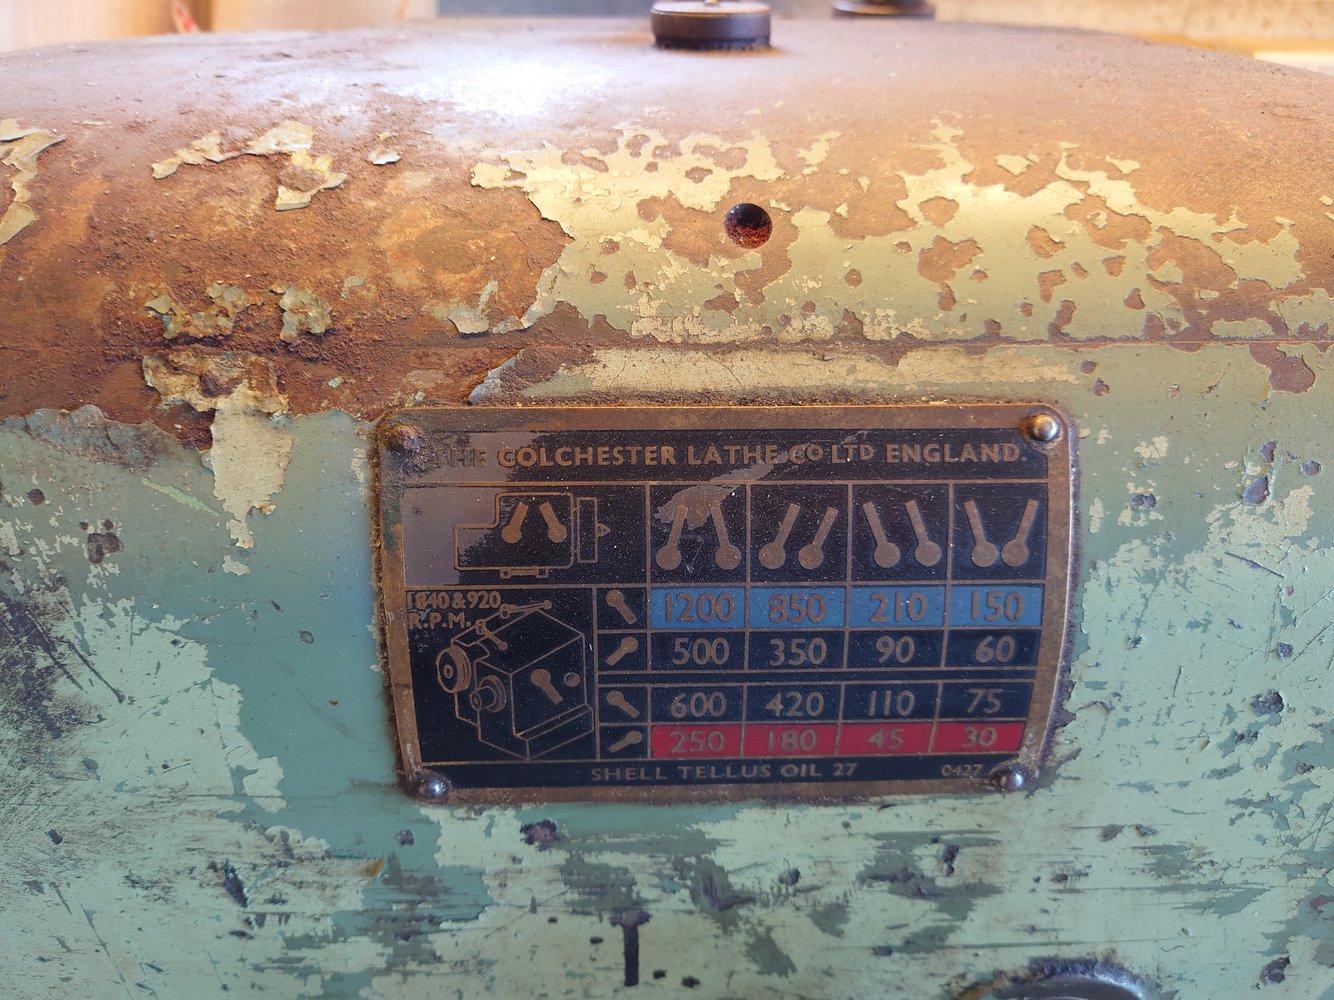 THE COLCHESTER LATHE CO LTD ENGLAND.
1840 & 920
R.P.M.
1200 850 210 150
500 350 90 60
600 420 110 75
250 180 45 30
SHELL TELLUS OIL 27 0427